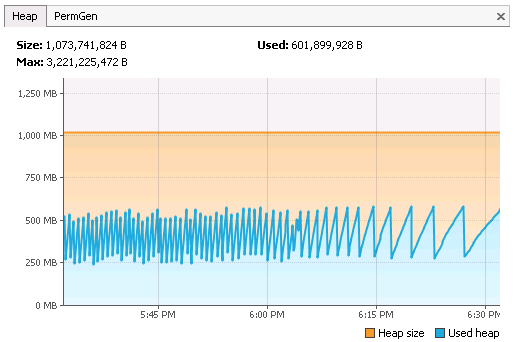 Heap PermGen
Size: 1,073,741,824 B Used: 601,899,928 B
Max: 3,221,225,472 B
1,250 MB
1,000 MB
750 MB
500 MB
250 MB
0 MB
5:45 PM 6:00 PM 6:15 PM 6:30 PM
Heap size Used heap